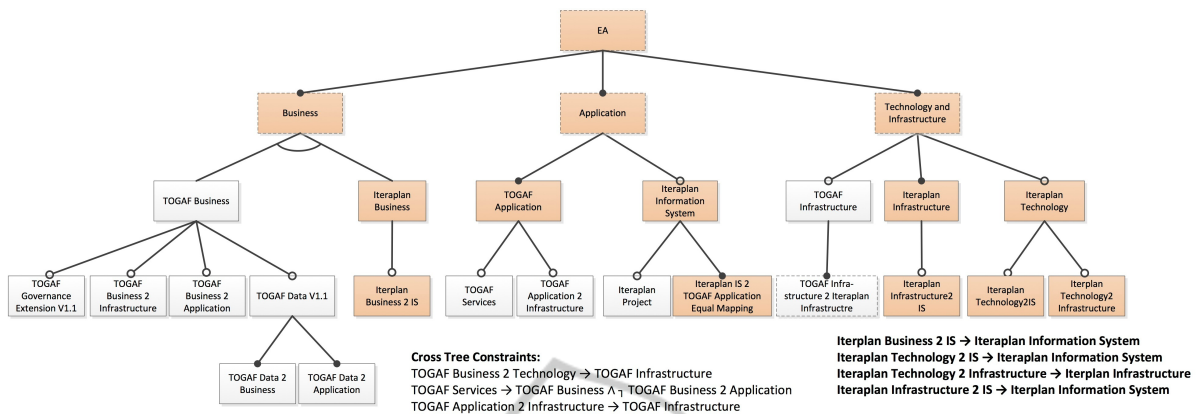 EA
Business
Application
Technology and
Infrastructure
TOGAF Business
Iteraplan
Business
TOGAF
Application
Iteraplan
Information
System
TOGAF
Infrastructure
Iteraplan
Infrastructure
Iteraplan
Technology
TOGAF
Governance
Extension V1.1
TOGAF
Business 2
Infrastructure
TOGAF
Business 2
Application
TOGAF Data V1.1
Iterplan
Business 2 IS
TOGAF
Services
TOGAF
Application 2
Infrastructure
Iteraplan
Project
Iteraplan IS 2
TOGAF Application
Equal Mapping
TOGAF Infra-
structure 2 Iteraplan
Infrastructre
Iterplan
Infrastructure2
IS
Iteraplan
Technology2IS
Iterplan
Technology2
Infrastructure
TOGAF Data 2
Business
TOGAF Data 2
Application
Cross Tree Constraints:
TOGAF Business 2 Technology → TOGAF Infrastructure
TOGAF Services → TOGAF Business ∧ ┐ TOGAF Business 2 Application
TOGAF Application 2 Infrastructure → TOGAF Infrastructure
Iterplan Business 2 IS → Iteraplan Information System
Iteraplan Technology 2 IS → Iteraplan Information System
Iteraplan Technology 2 Infrastructure → Iterplan Infrastructure
Iteraplan Infrastructure 2 IS → Iterplan Information System